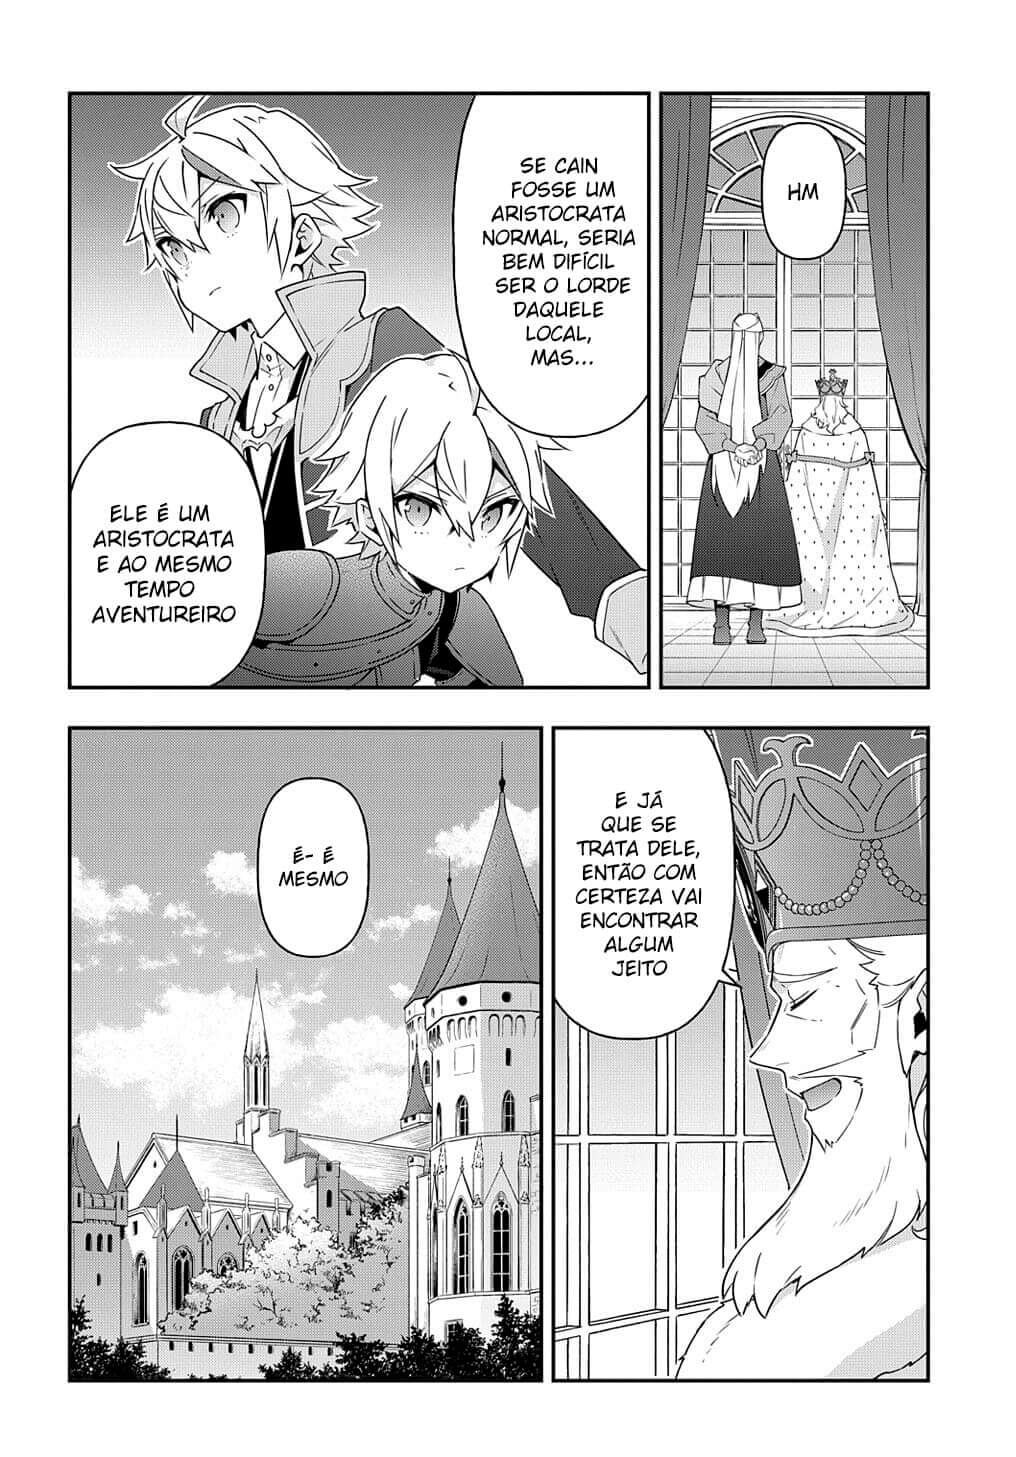 HM
SE CAIN
FOSSE UM
ARISTOCRATA
NORMAL, SERIA
BEM DIFÍCIL
SER O LORDE
DAQUELE
LOCAL,
MAS...
ELE É UM
ARISTOCRATA
E AO MESMO
TEMPO
AVENTUREIRO
E JÁ
QUE SE
TRATA DELE,
ENTÃO COM
CERTEZA VAI
ENCONTRAR
ALGUM
JEITO
É- É
MESMO